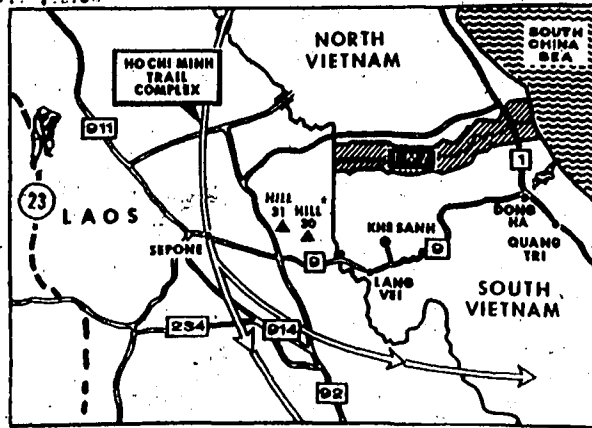 NORTH
VIETNAM
SOUTH
CHINA
SEA
HO CHI MINH
TRAIL
COMPLEX
911
DMZ
1
23
LAOS
HILL
31
HILL*
30
KHE SANH
DONG
HA
QUANG
TRI
SEPONE
9
9
LANG
VEI
SOUTH
VIETNAM
234
914
92